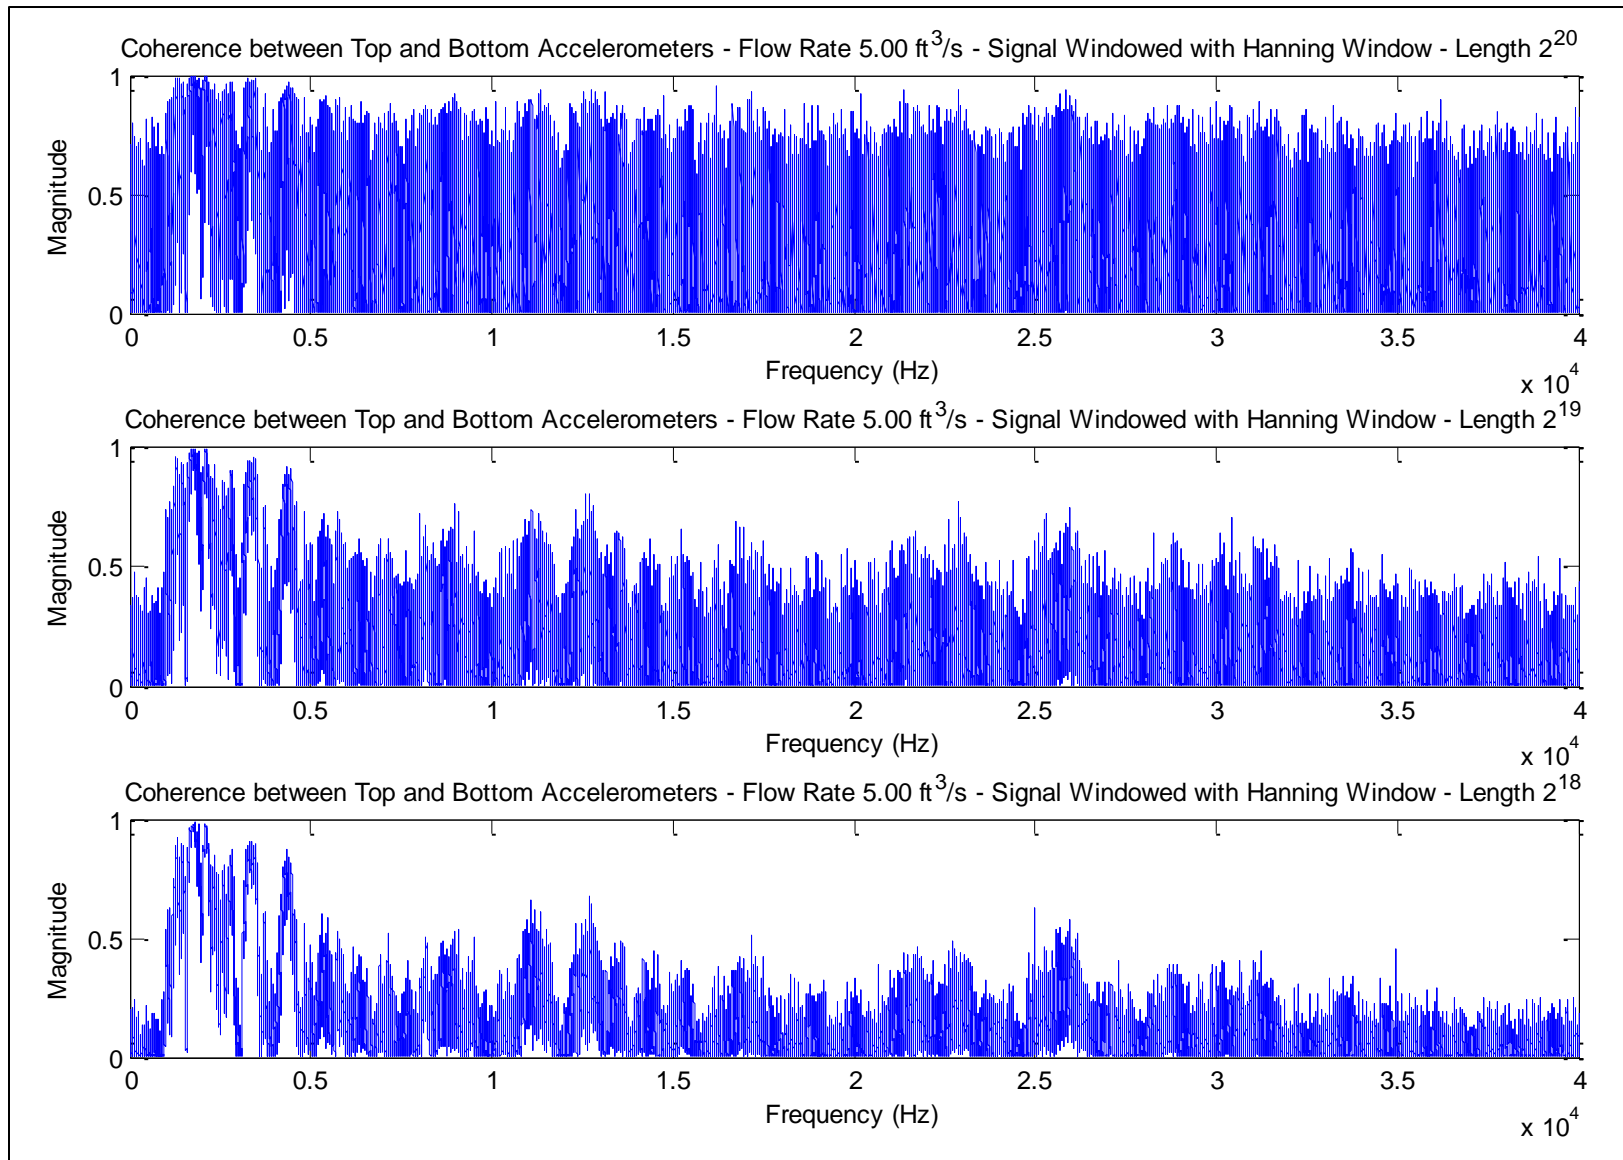 Coherence between Top and Bottom Accelerometers - Flow Rate 5.00 ft³/s - Signal Windowed with Hanning Window - Length 2²⁰
1
0.5
0
Magnitude
0 0.5 1 1.5 2 2.5 3 3.5 4
Frequency (Hz)
x 10⁴
Coherence between Top and Bottom Accelerometers - Flow Rate 5.00 ft³/s - Signal Windowed with Hanning Window - Length 2¹⁹
1
0.5
0
Magnitude
0 0.5 1 1.5 2 2.5 3 3.5 4
Frequency (Hz)
x 10⁴
Coherence between Top and Bottom Accelerometers - Flow Rate 5.00 ft³/s - Signal Windowed with Hanning Window - Length 2¹⁸
1
0.5
0
Magnitude
0 0.5 1 1.5 2 2.5 3 3.5 4
Frequency (Hz)
x 10⁴